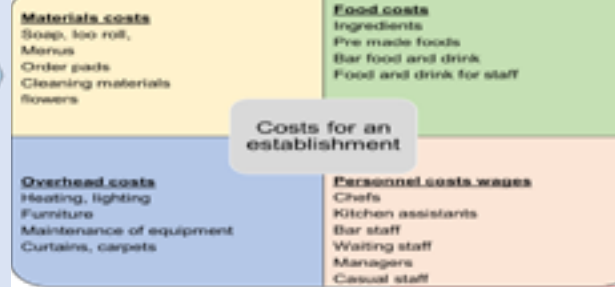 Materials costs
Soap, loo roll,
Menus
Order pads
Cleaning materials
flowers
Food costs
Ingredients
Pre made foods
Bar food and drink
Food and drink for staff
Costs for an
establishment
Overhead costs
Heating, lighting
Furniture
Maintenance of equipment
Curtains, carpets
Personnel costs wages
Chefs
Kitchen assistants
Bar staff
Waiting staff
Managers
Casual staff